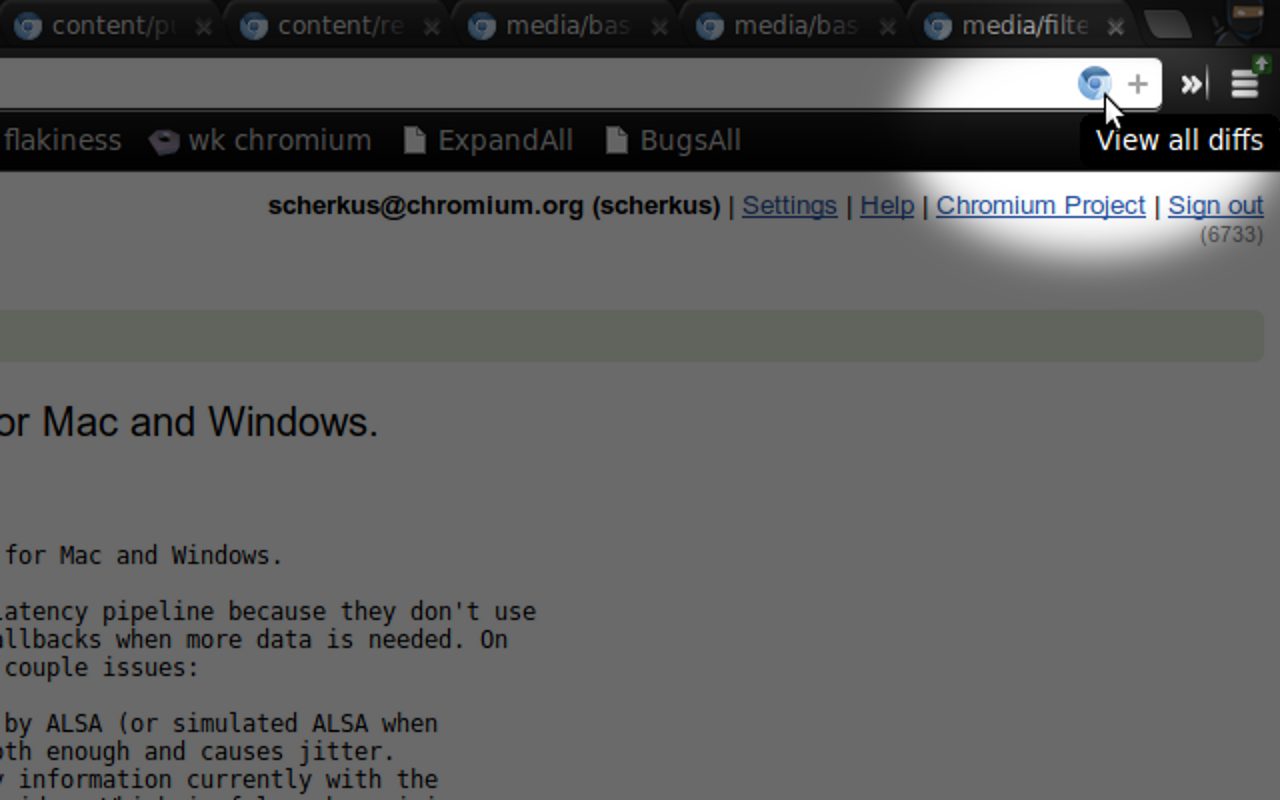 content/p
content/re
media/bas
media/bas
media/filte
flakiness
wk chromium
ExpandAll
BugsAll
View all diffs
scherkus@chromium.org (scherkus) | Settings | Help | Chromium Project | Sign out
(6733)
or Mac and Windows.
for Mac and Windows.
latency pipeline because they don't use
allbacks when more data is needed. On
couple issues:
by ALSA (or simulated ALSA when
oth enough and causes jitter.
y information currently with the